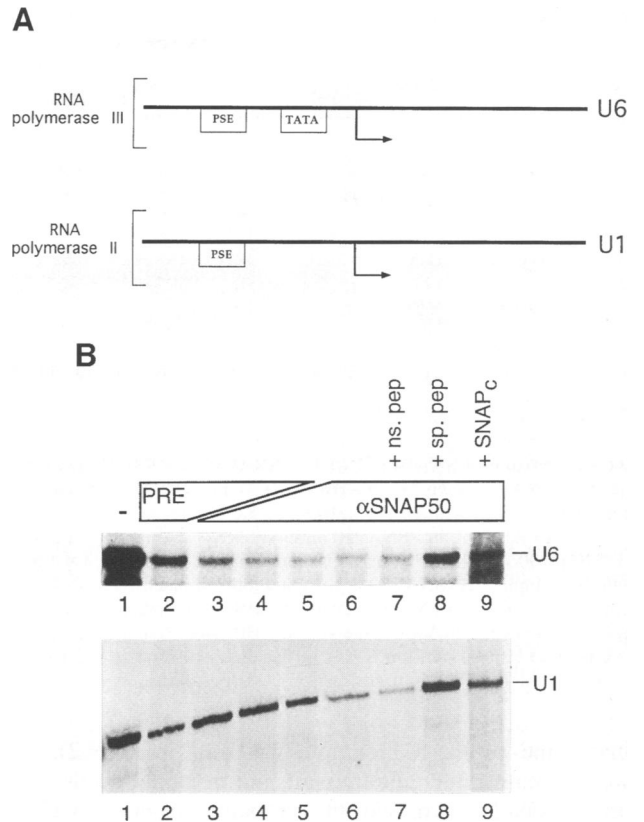 A
RNA
polymerase III
PSE
TATA
U6
RNA
polymerase II
PSE
U1
B
+ ns. pep
+ sp. pep
+ SNAPC
-
PRE
αSNAP50
U6
1 2 3 4 5 6 7 8 9
U1
1 2 3 4 5 6 7 8 9